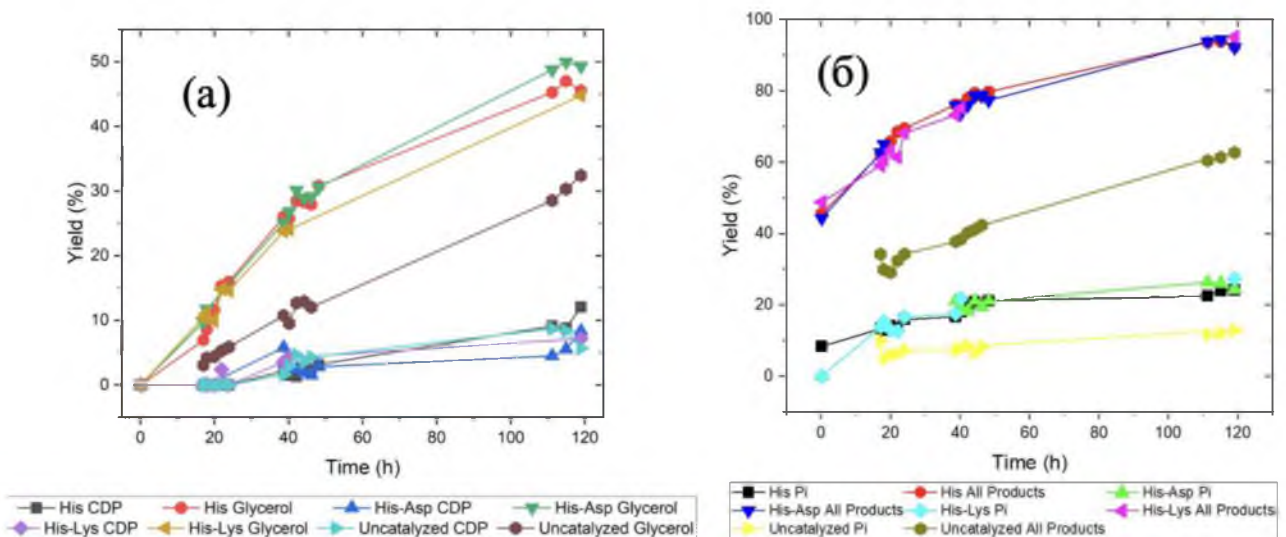 (а)
Yield (%)
50
40
30
20
10
0
0 20 40 60 80 100 120
Time (h)
His CDP His Glycerol His-Asp CDP His-Asp Glycerol
His-Lys CDP His-Lys Glycerol Uncatalyzed CDP Uncatalyzed Glycerol
(б)
Yield (%)
100
80
60
40
20
0
-20
0 20 40 60 80 100 120
Time (h)
His Pi His All Products His-Asp Pi
His-Asp All Products His-Lys Pi His-Lys All Products
Uncatalyzed Pi Uncatalyzed All Products